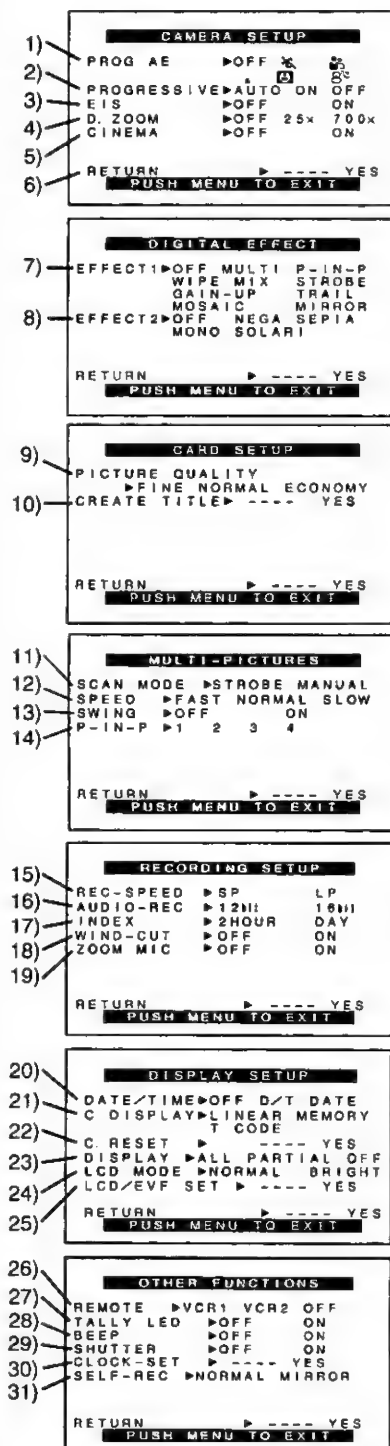 CAMERA SETUP
1) PROG AE ▶OFF
2) PROGRESSIVE▶AUTO ON OFF
3) EIS ▶OFF ON
4) D. ZOOM ▶OFF 25x 700x
5) CINEMA ▶OFF ON
6) RETURN ▶ ---- YES
PUSH MENU TO EXIT
DIGITAL EFFECT
7) EFFECT1▶OFF MULTI P-IN-P
WIPE MIX STROBE
GAIN-UP TRAIL
MOSAIC MIRROR
8) EFFECT2▶OFF NEGA SEPIA
MONO SOLARI
RETURN ▶ ---- YES
PUSH MENU TO EXIT
CARD SETUP
9) PICTURE QUALITY
▶FINE NORMAL ECONOMY
10) CREATE TITLE▶ ---- YES
RETURN ▶ ---- YES
PUSH MENU TO EXIT
MULTI-PICTURES
11) SCAN MODE ▶STROBE MANUAL
12) SPEED ▶FAST NORMAL SLOW
13) SWING ▶OFF ON
14) P-IN-P ▶1 2 3 4
RETURN ▶ ---- YES
PUSH MENU TO EXIT
RECORDING SETUP
15) REC-SPEED ▶SP LP
16) AUDIO-REC ▶12bit 16bit
17) INDEX ▶2HOUR DAY
18) WIND-CUT ▶OFF ON
19) ZOOM MIC ▶OFF ON
RETURN ▶ ---- YES
PUSH MENU TO EXIT
DISPLAY SETUP
20) DATE/TIME▶OFF D/T DATE
21) C DISPLAY▶LINEAR MEMORY
T CODE
22) C. RESET ▶ ---- YES
23) DISPLAY ▶ALL PARTIAL OFF
24) LCD MODE ▶NORMAL BRIGHT
25) LCD/EVF SET ▶ ---- YES
RETURN ▶ ---- YES
PUSH MENU TO EXIT
OTHER FUNCTIONS
26) REMOTE ▶VCR1 VCR2 OFF
27) TALLY LED ▶OFF ON
28) BEEP ▶OFF ON
29) SHUTTER ▶OFF ON
30) CLOCK-SET ▶ ---- YES
31) SELF-REC ▶NORMAL MIRROR
RETURN ▶ ---- YES
PUSH MENU TO EXIT